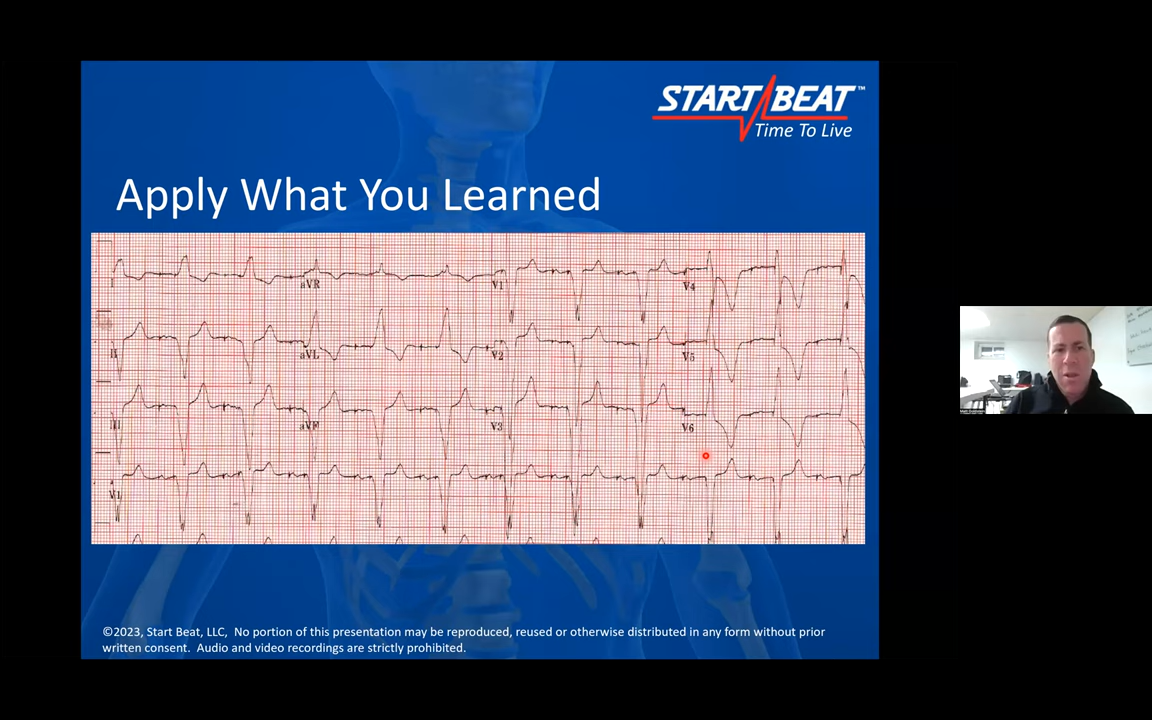 START BEAT™
Time To Live
Apply What You Learned
I aVR V1 V4
II aVL V2 V5
III aVF V3 V6
V1
©2023, Start Beat, LLC, No portion of this presentation may be reproduced, reused or otherwise distributed in any form without prior
written consent. Audio and video recordings are strictly prohibited.